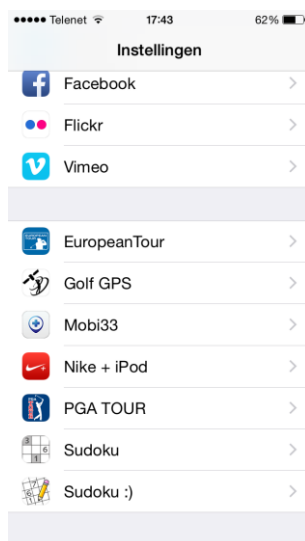 Telenet 17:43 62%
Instellingen
Facebook
Flickr
Vimeo
EuropeanTour
Golf GPS
Mobi33
Nike + iPod
PGA TOUR
Sudoku
Sudoku :)